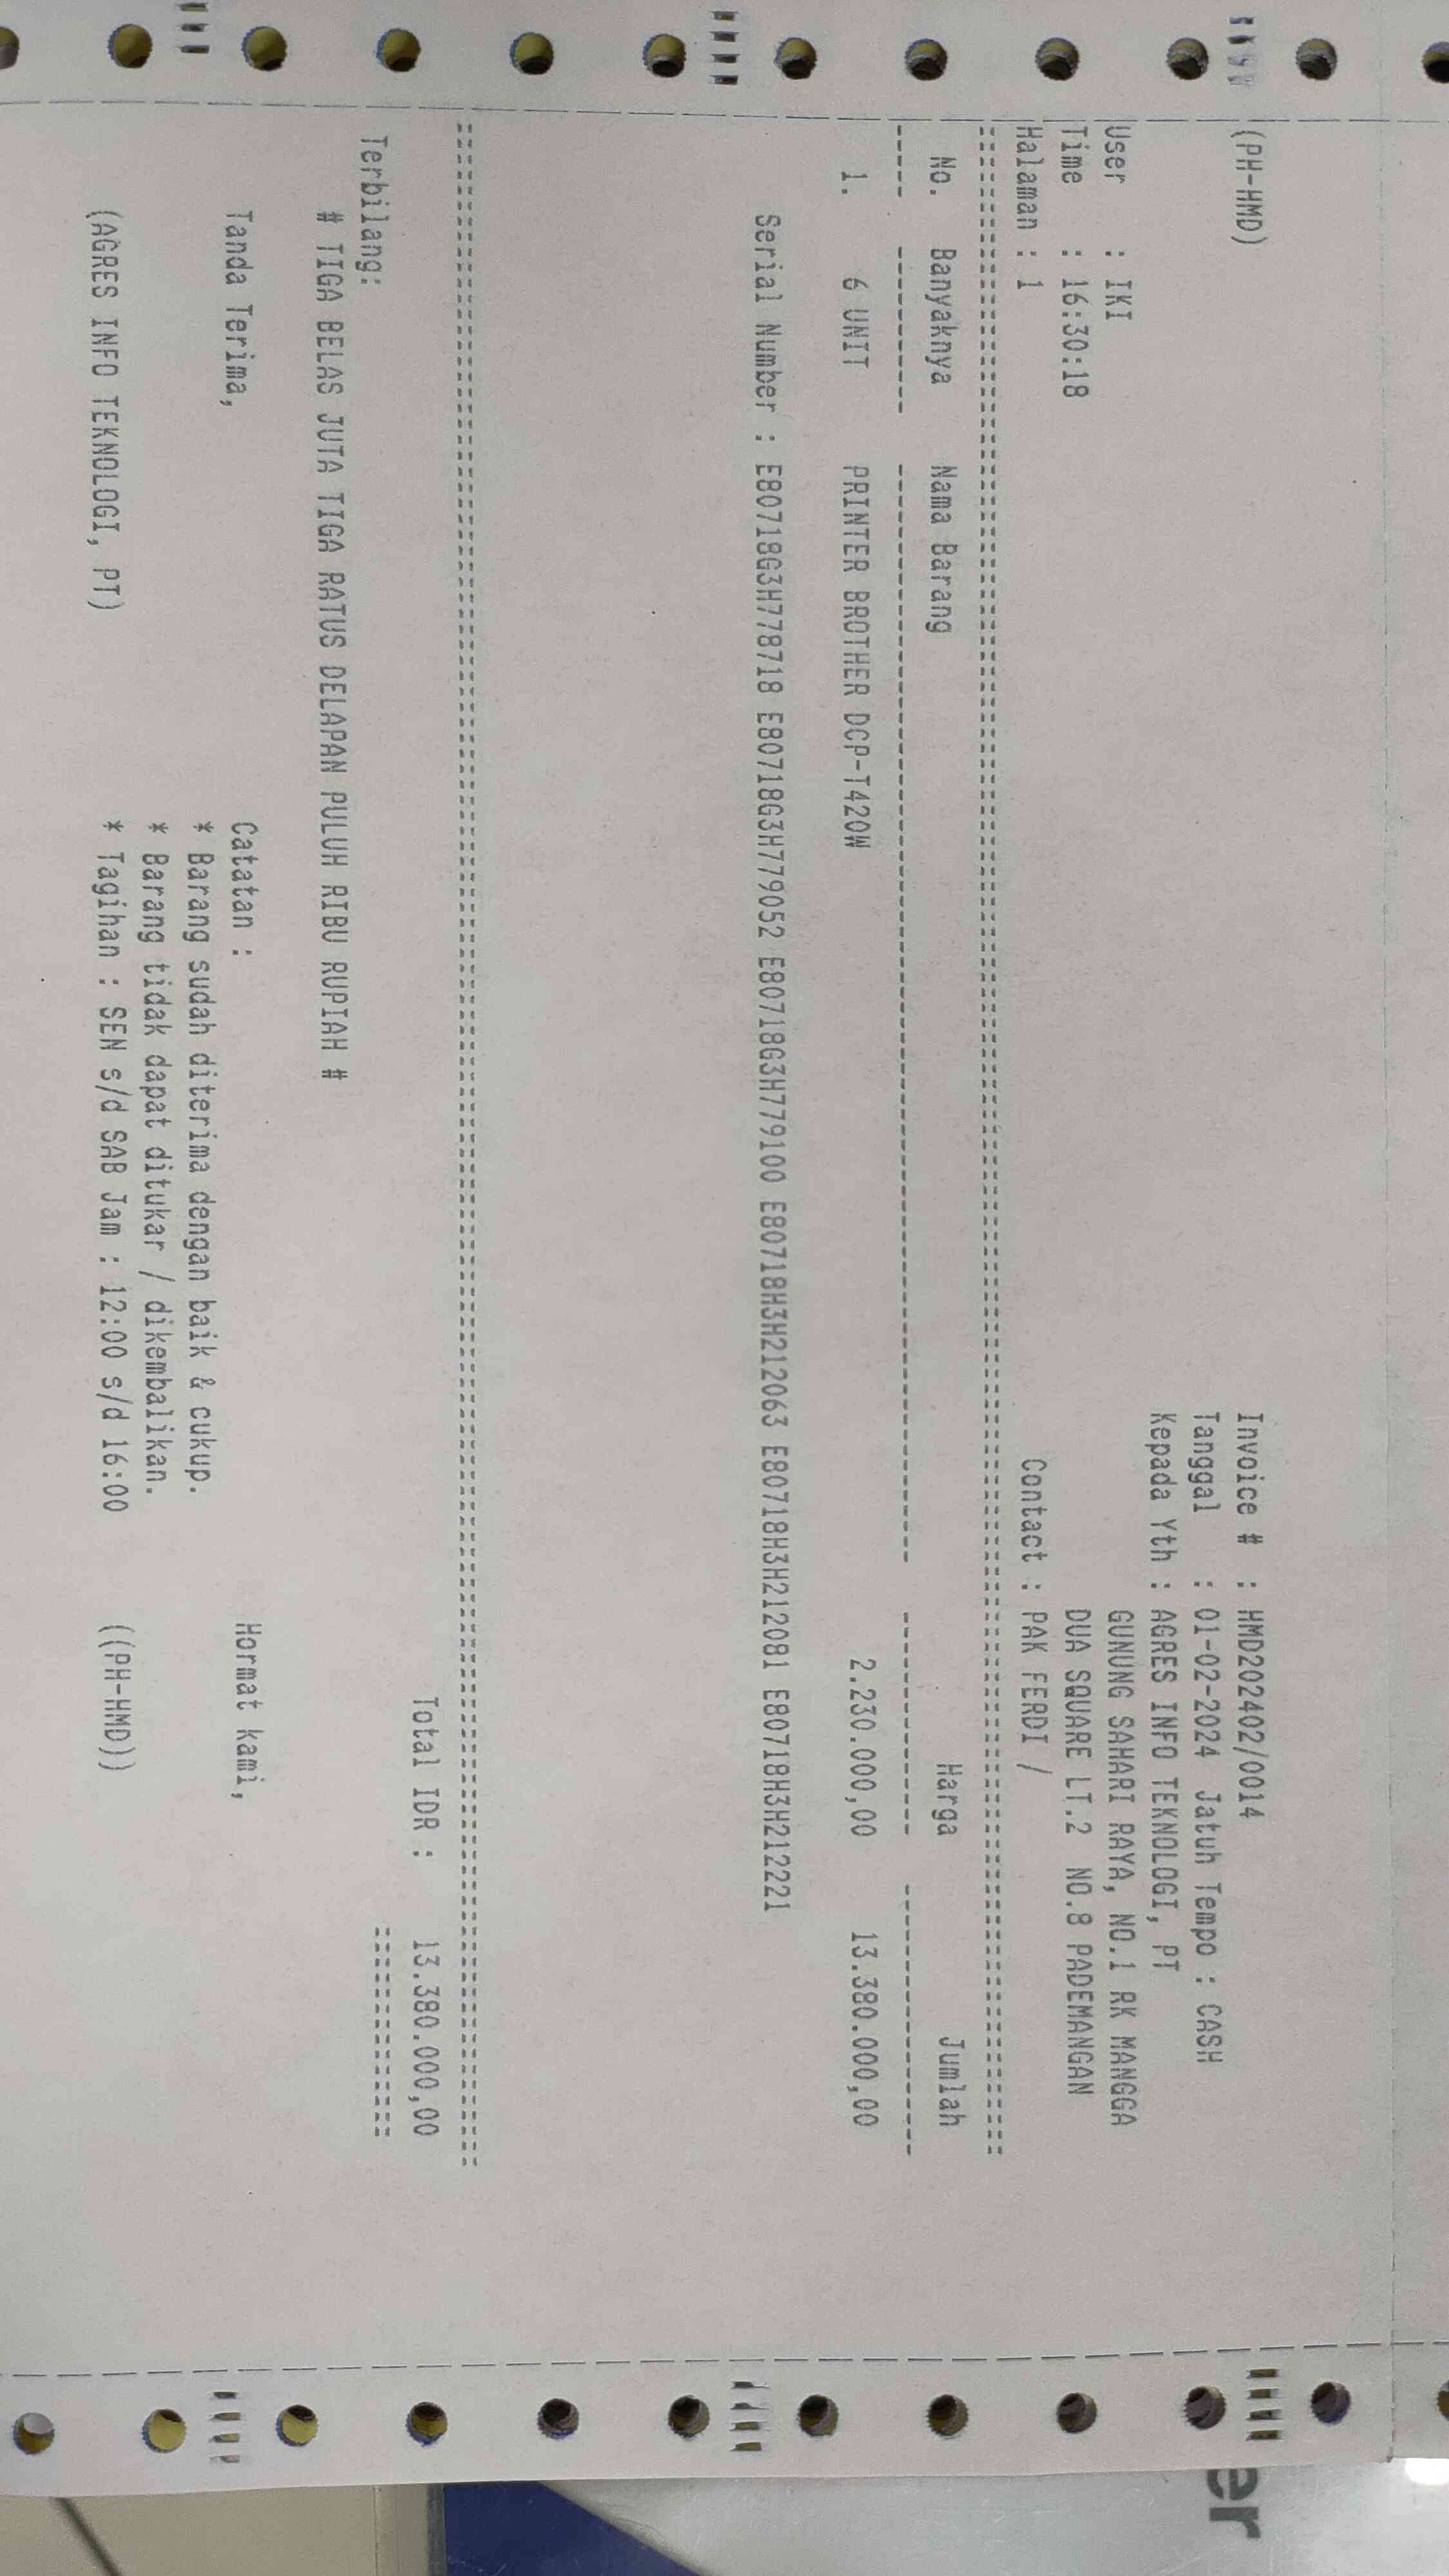 (PH-HMD)
Invoice # : HMD202402/0014
Tanggal : 01-02-2024 Jatuh Tempo : CASH
Kepada Yth : AGRES INFO TEKNOLOGI, PT
User : IKI
GUNUNG SAHARI RAYA, NO.1 RK MANGGA
Time : 16:30:18
DUA SQUARE LT.2 NO.8 PADEMANGAN
Halaman : 1
Contact : PAK FERDI /
No. Banyaknya Nama Barang Harga Jumlah
1. 6 UNIT PRINTER BROTHER DCP-T420W 2.230.000,00 13.380.000,00
Serial Number : E80718G3H778718 E80718G3H779052 E80718G3H779100 E80718H3H212063 E80718H3H212081 E80718H3H212221
Total IDR : 13.380.000,00
Terbilang:
# TIGA BELAS JUTA TIGA RATUS DELAPAN PULUH RIBU RUPIAH #
Tanda Terima, Catatan : Hormat kami,
* Barang sudah diterima dengan baik & cukup.
* Barang tidak dapat ditukar / dikembalikan.
(AGRES INFO TEKNOLOGI, PT) * Tagihan : SEN s/d SAB Jam : 12:00 s/d 16:00 ((PH-HMD))
er